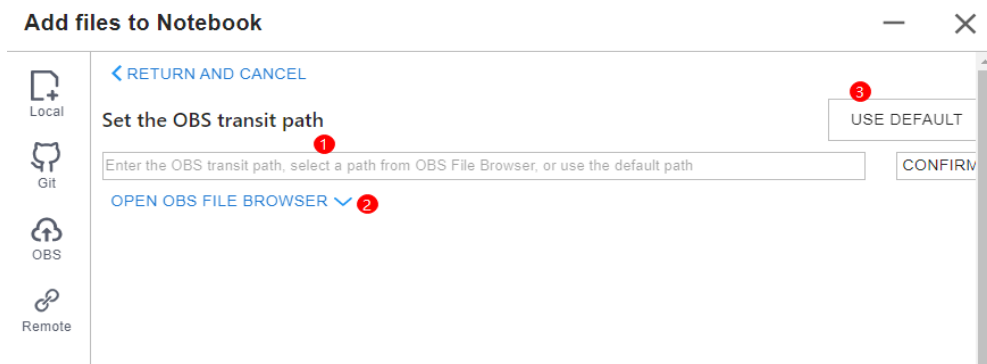 Add files to Notebook
Local
Git
OBS
Remote
RETURN AND CANCEL
3
Set the OBS transit path
USE DEFAULT
1
Enter the OBS transit path, select a path from OBS File Browser, or use the default path
CONFIRM
OPEN OBS FILE BROWSER
2